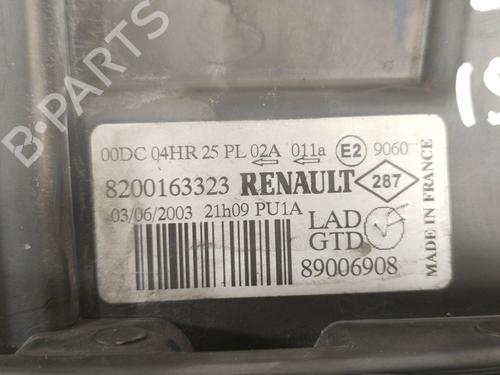 B-PARTS
00DC 04HR 25 PL 02A 011a E2 9060
8200163323 RENAULT 287
03/06/2003 21h09 PU1A
LAD
GTD
89006908
MADE IN FRANCE